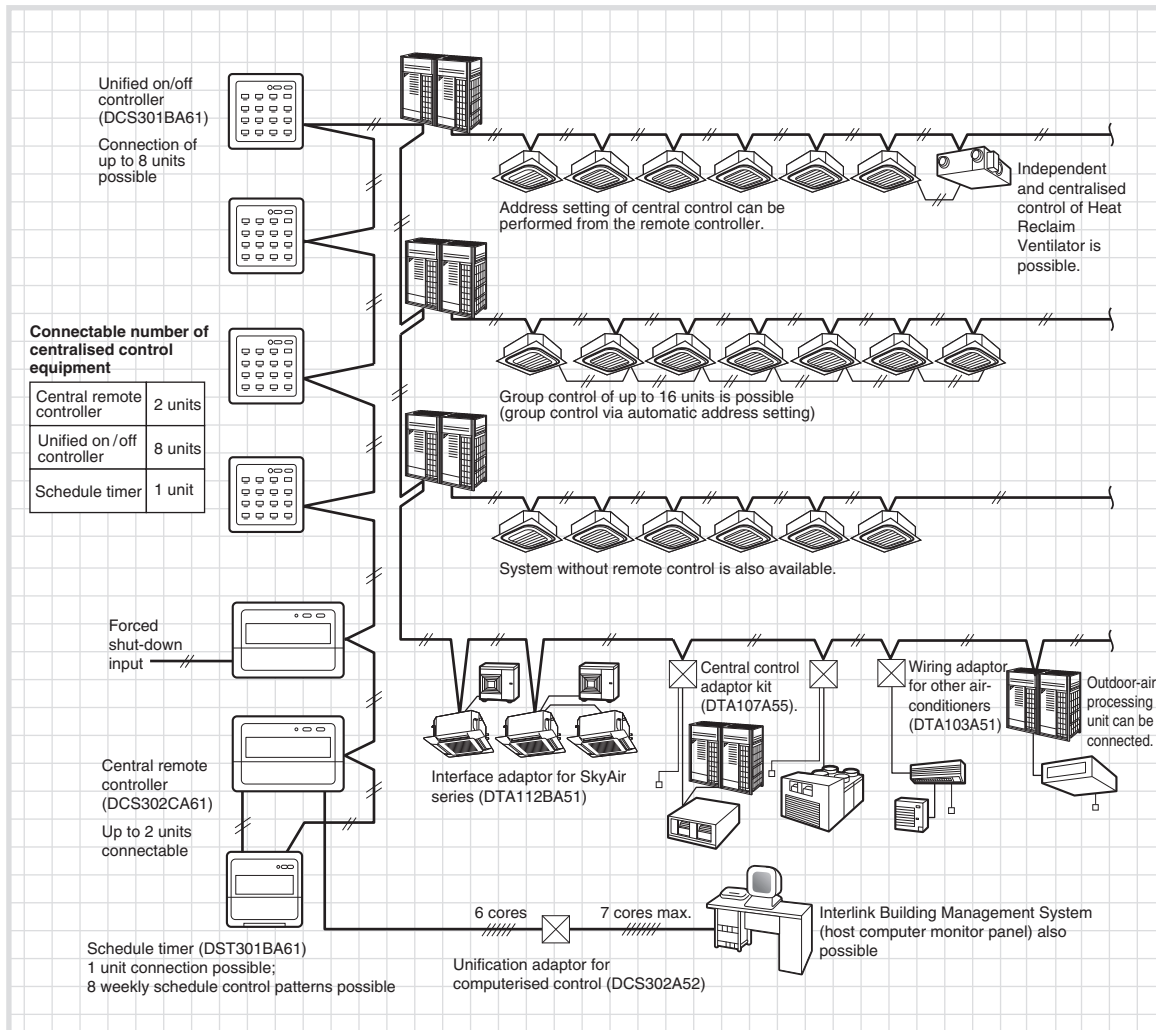 Unified on/off
controller
(DCS301BA61)
Connection of
up to 8 units
possible
Address setting of central control can be
performed from the remote controller.
Independent
and centralised
control of Heat
Reclaim
Ventilator is
possible.
Connectable number of
centralised control
equipment
Central remote
controller
2 units
Unified on/off
controller
8 units
Schedule timer
1 unit
Group control of up to 16 units is possible
(group control via automatic address setting)
System without remote control is also available.
Forced
shut-down
input
Central remote
controller
(DCS302CA61)
Up to 2 units
connectable
Interface adaptor for SkyAir
series (DTA112BA51)
Central control
adaptor kit
(DTA107A55).
Wiring adaptor
for other air-
conditioners
(DTA103A51)
Outdoor-air
processing
unit can be
connected.
Schedule timer (DST301BA61)
1 unit connection possible;
8 weekly schedule control patterns possible
6 cores
7 cores max.
Unification adaptor for
computerised control (DCS302A52)
Interlink Building Management System
(host computer monitor panel) also
possible